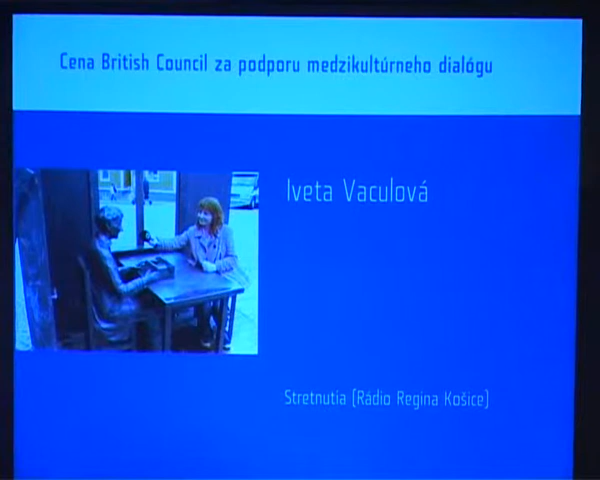 Cena British Council za podporu medzikultúrneho dialógu
Iveta Vaculová
Stretnutia (Rádio Regina Košice)